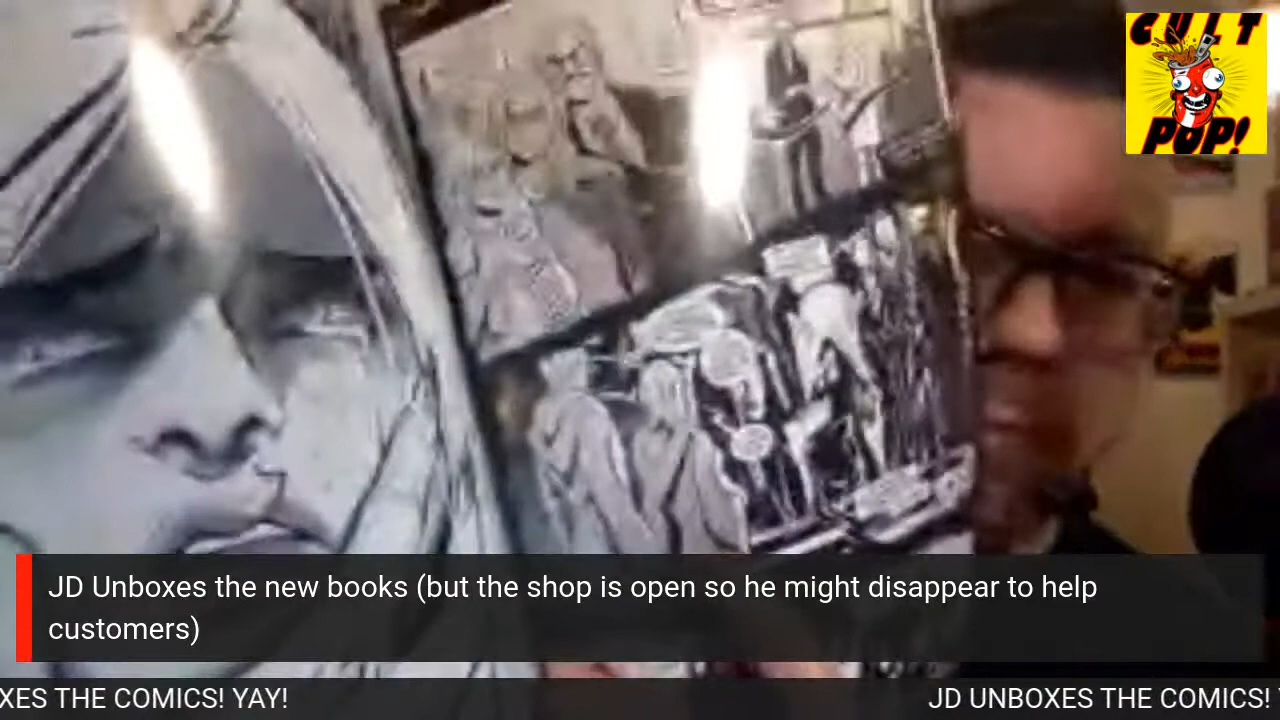 CULT
POP!
JD Unboxes the new books (but the shop is open so he might disappear to help
customers)
XES THE COMICS! YAY!
JD UNBOXES THE COMICS!